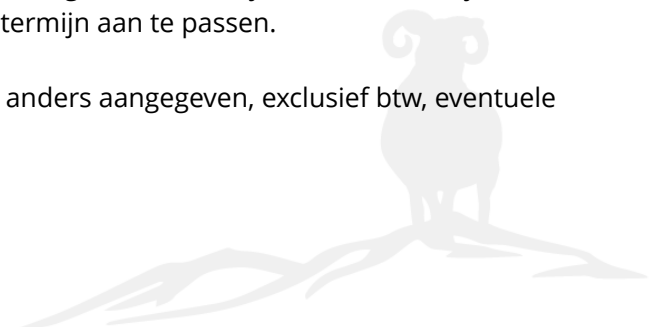 termijn aan te passen.
anders aangegeven, exclusief btw, eventuele